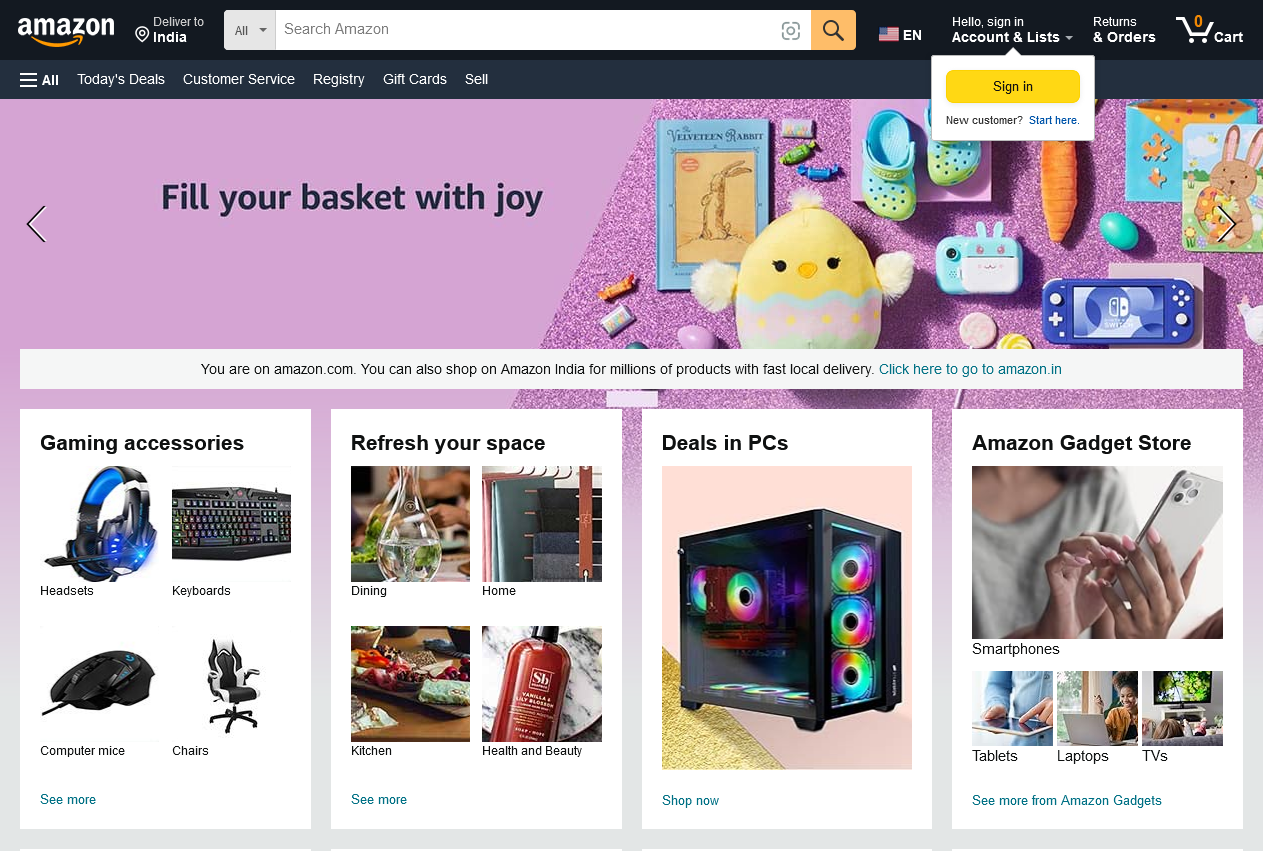 amazon
Deliver to
India
All
Search Amazon
EN
Hello, sign in
Account & Lists
Returns
& Orders
0
Cart
All
Today's Deals
Customer Service
Registry
Gift Cards
Sell
Sign in
New customer? Start here.
Fill your basket with joy
The
VELVETEEN RABBIT
SWITCH
You are on amazon.com. You can also shop on Amazon India for millions of products with fast local delivery. Click here to go to amazon.in
Gaming accessories
Headsets
Keyboards
Computer mice
Chairs
See more
Refresh your space
Dining
Home
Kitchen
Sb
VANILLA &
LILY BLOSSOM
Health and Beauty
See more
Deals in PCs
Shop now
Amazon Gadget Store
Smartphones
Tablets
Laptops
TVs
See more from Amazon Gadgets